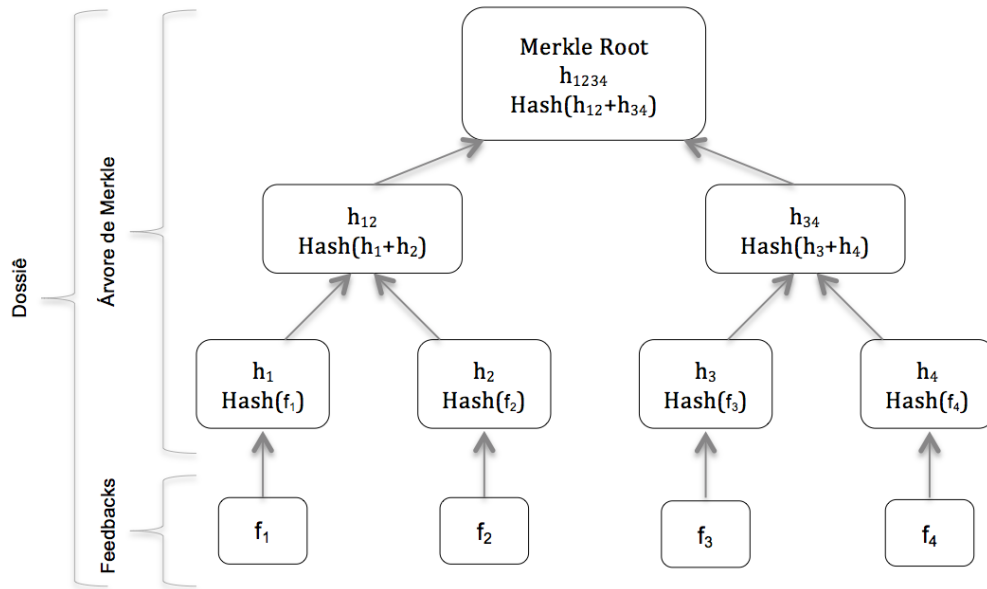 Dossiê
Árvore de Merkle
Feedbacks
Merkle Root
h₁₂₃₄
Hash(h₁₂+h₃₄)
h₁₂
Hash(h₁+h₂)
h₃₄
Hash(h₃+h₄)
h₁
Hash(f₁)
h₂
Hash(f₂)
h₃
Hash(f₃)
h₄
Hash(f₄)
f₁
f₂
f₃
f₄